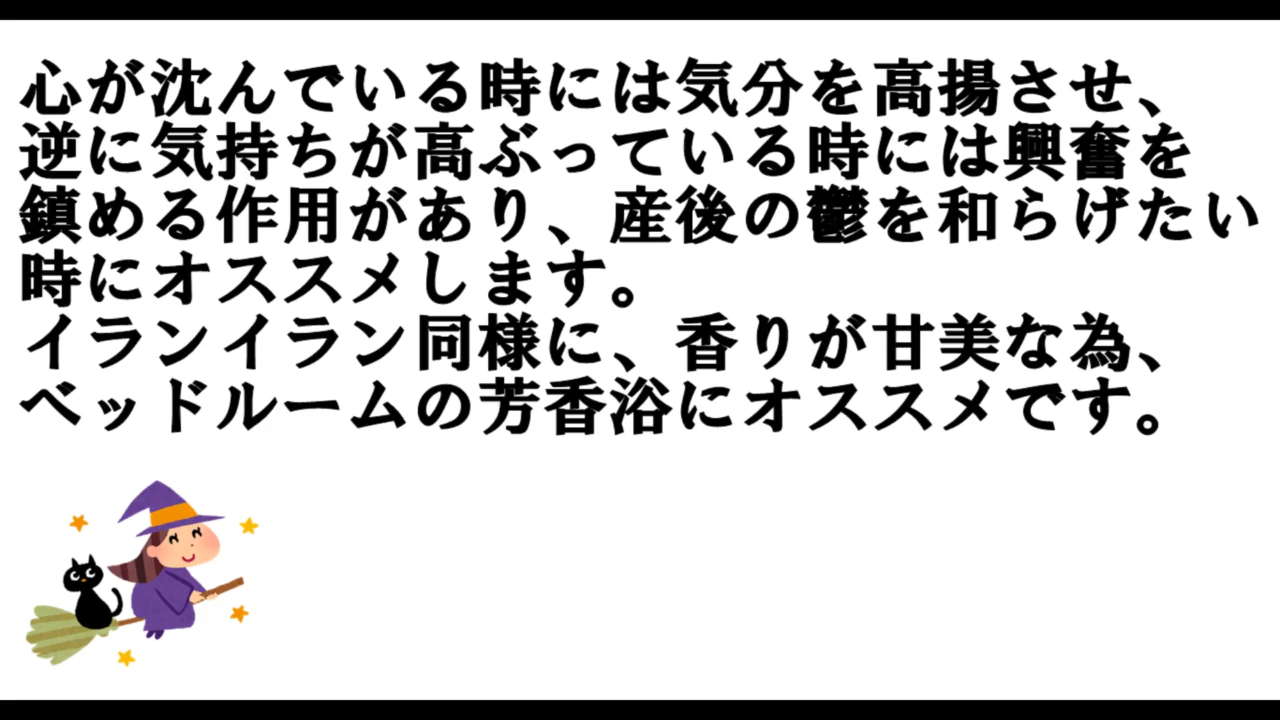 心が沈んでいる時には気分を高揚させ、
逆に気持ちが高ぶっている時には興奮を
鎮める作用があり、産後の鬱を和らげたい
時にオススメします。
イランイラン同様に、香りが甘美な為、
ベッドルームの芳香浴にオススメです。